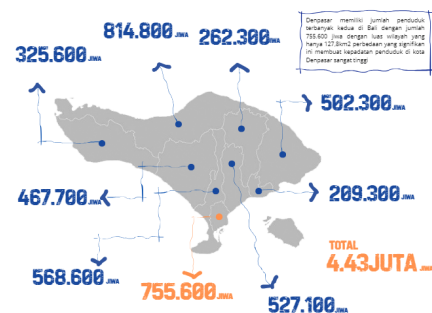 Denpasar memiliki jumlah penduduk
terbanyak kedua di Bali dengan jumlah
755.600 jiwa dengan luas wilayah yang
hanya 127,8km2 perbedaan yang signifikan
ini membuat kepadatan penduduk di kota
Denpasar sangat tinggi
814.800 JIWA
262.300 JIWA
325.600 JIWA
502.300 JIWA
467.700 JIWA
209.300 JIWA
TOTAL
4.43JUTA JIWA
568.600 JIWA
755.600 JIWA
527.100 JIWA